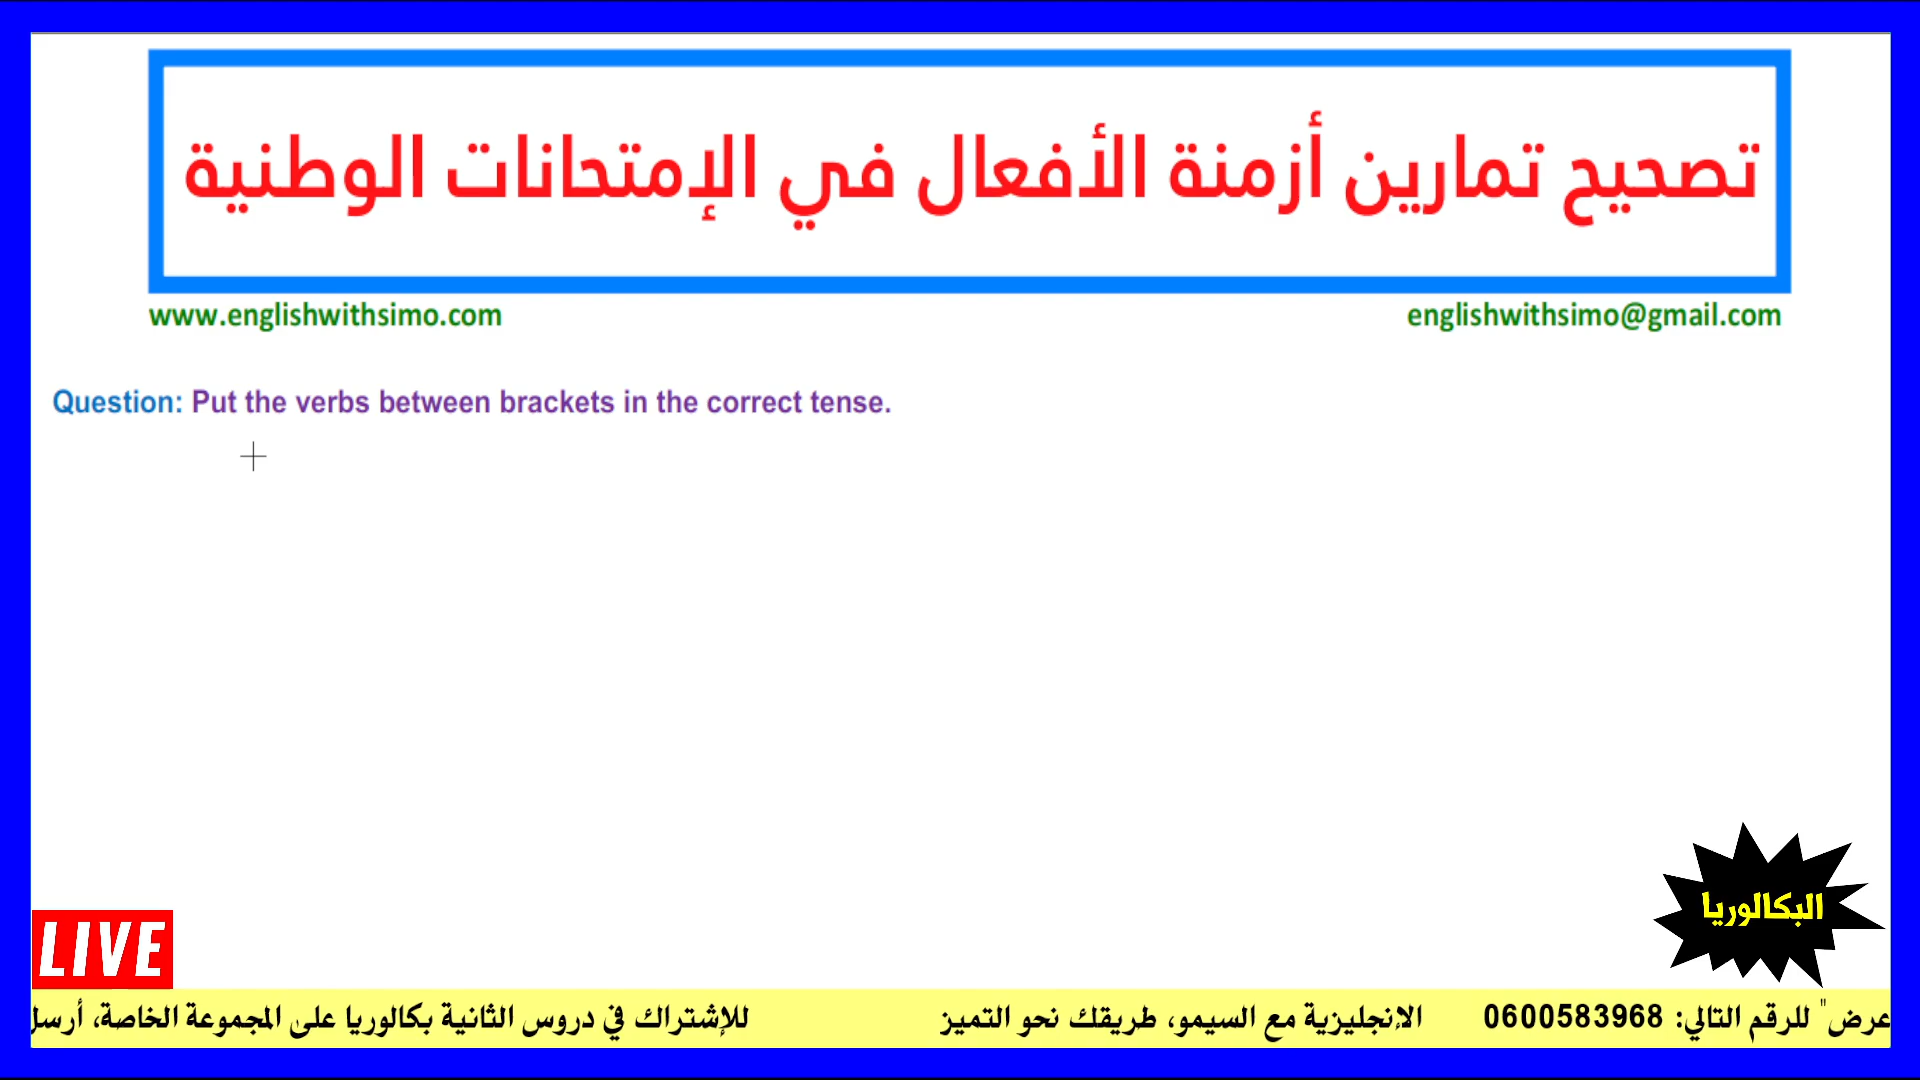 تصحيح تمارين أزمنة الأفعال في الإمتحانات الوطنية
www.englishwithsimo.com
englishwithsimo@gmail.com
Question: Put the verbs between brackets in the correct tense.
البكالوريا
LIVE
عرض" للرقم التالي: 0600583968 الانجليزية مع السيمو، طريقك نحو التميز للإشتراك في دروس الثانية بكالوريا على المجموعة الخاصة، أرسل